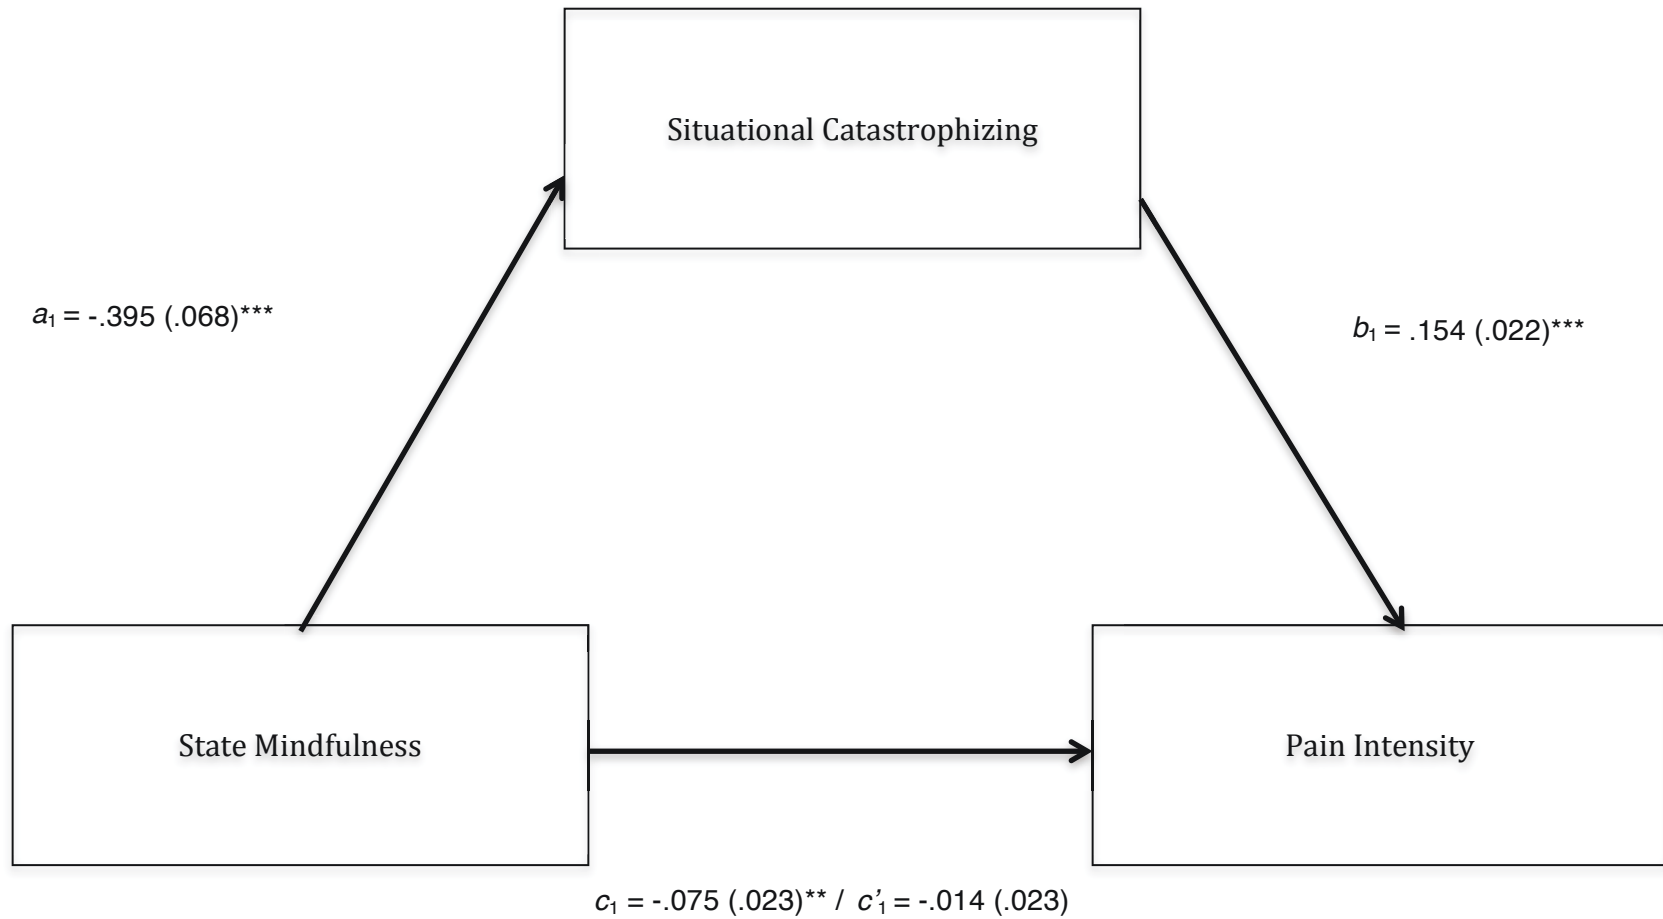 Situational Catastrophizing
a₁ = -.395 (.068)***
b₁ = .154 (.022)***
State Mindfulness
Pain Intensity
c₁ = -.075 (.023)** / c’₁ = -.014 (.023)